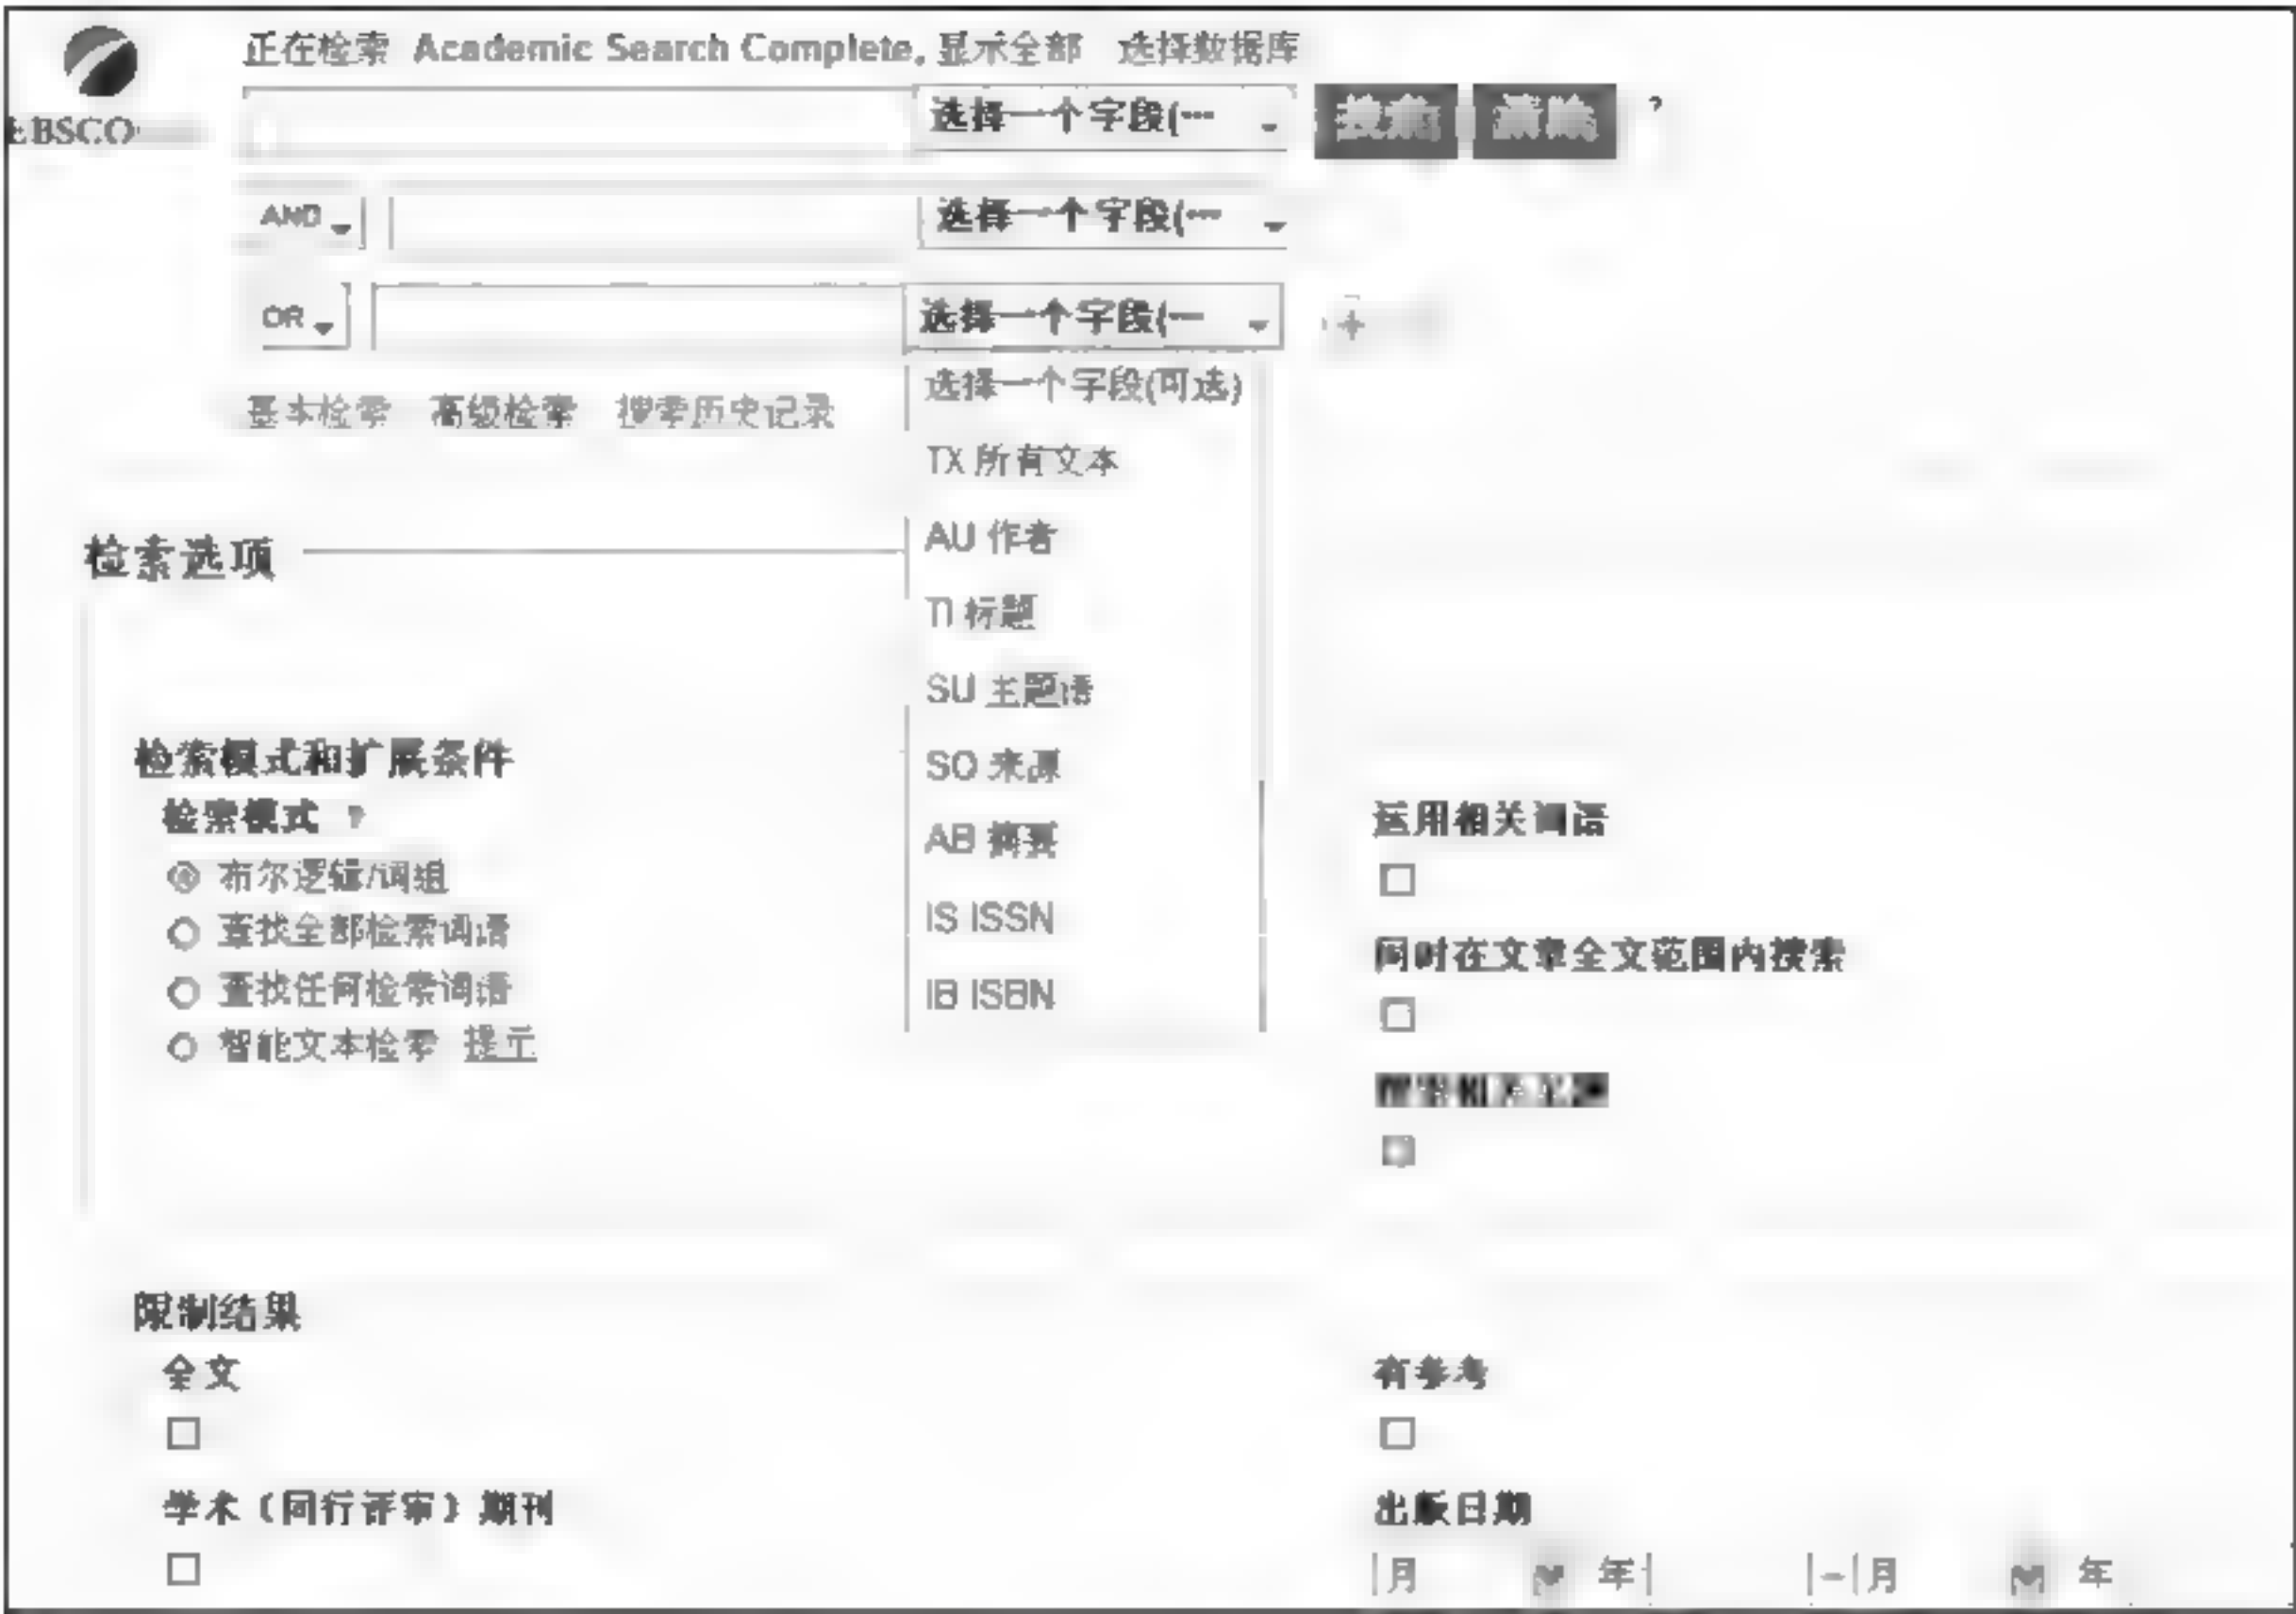 正在检索 Academic Search Complete, 显示全部 选择数据库
EBSCO
选择一个字段(… 搜索 清除 ?
AND 选择一个字段(…
OR 选择一个字段(… +
选择一个字段(可选)
基本检索 高级检索 搜索历史记录
TX 所有文本
AU 作者
检索选项
TI 标题
SU 主题语
检索模式和扩展条件
SO 来源
检索模式 ?
运用相关词语
AB 摘要
布尔逻辑/词组
IS ISSN
查找全部检索词语
同时在文章全文范围内搜索
查找任何检索词语
IB ISBN
智能文本检索 提示
限制结果
全文
有参考
学术（同行评审）期刊
出版日期
月 年 – 月 年